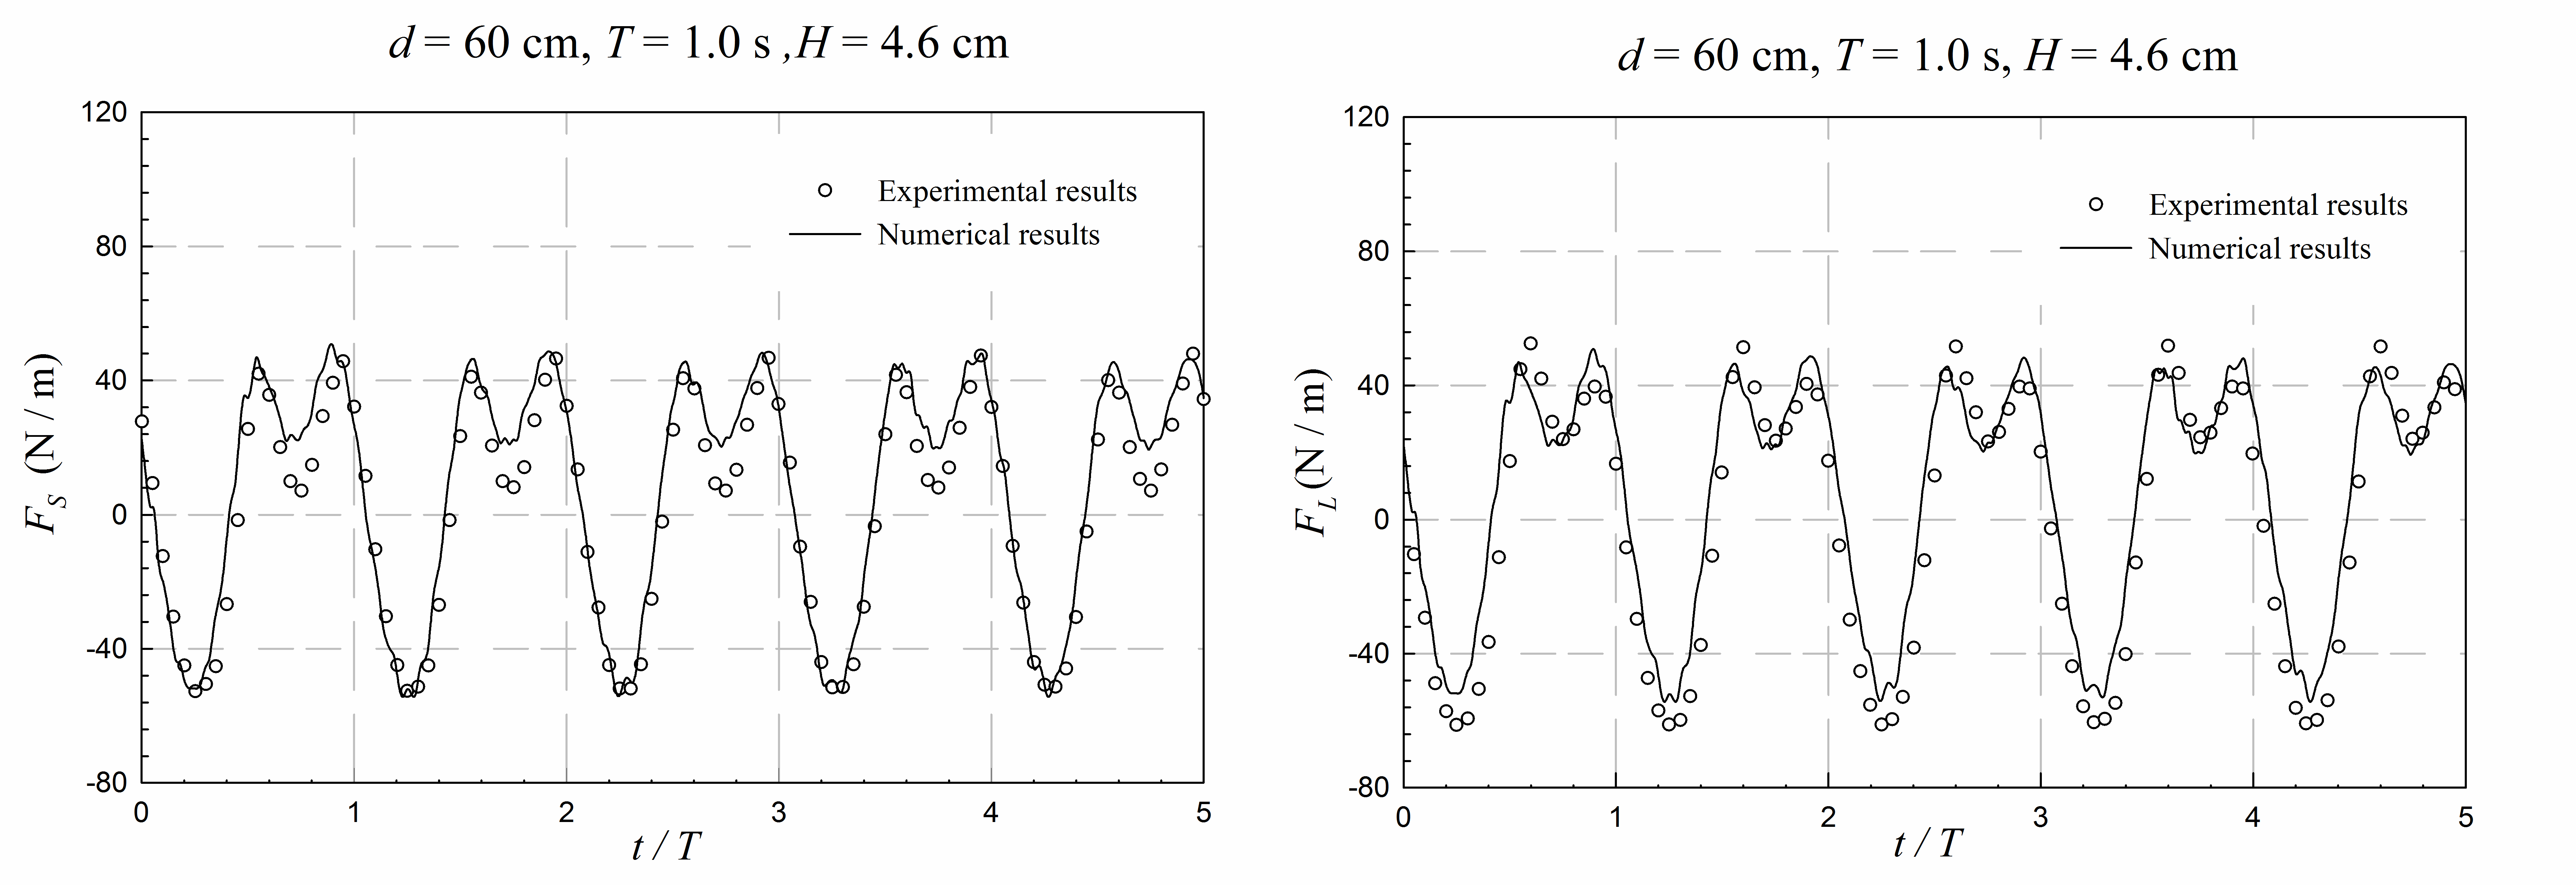 d = 60 cm, T = 1.0 s ,H = 4.6 cm
120
80
40
0
-40
-80
F_S (N / m)
Experimental results
Numerical results
0 1 2 3 4 5
t / T
d = 60 cm, T = 1.0 s, H = 4.6 cm
120
80
40
0
-40
-80
F_L (N / m)
Experimental results
Numerical results
0 1 2 3 4 5
t / T